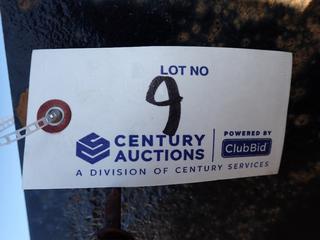 LOT NO
9
CENTURY
AUCTIONS
POWERED BY
ClubBid
A DIVISION OF CENTURY SERVICES